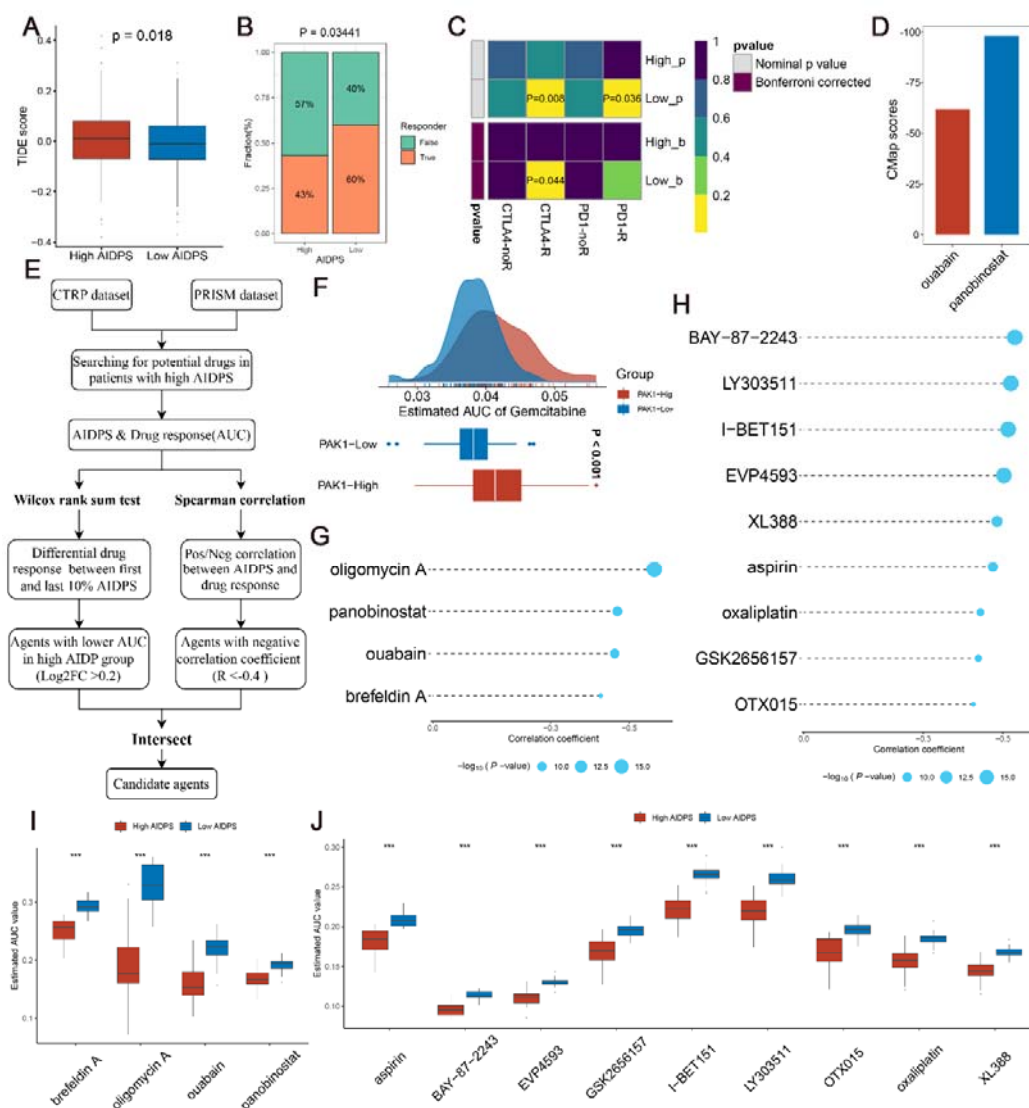 A
p = 0.018
TIDE score
0.4
0.2
0.0
-0.2
-0.4
High AIDPS
Low AIDPS
B
P = 0.03441
Fraction(%)
1.00
0.75
0.50
0.25
0.00
57%
43%
40%
60%
High
Low
AIDPS
Responder
False
True
C
High_p
Low_p
High_b
Low_b
P=0.008
P=0.036
P=0.044
pvalue
CTLA4-noR
CTLA4-R
PD1-noR
PD1-R
1
0.8
0.6
0.4
0.2
pvalue
Nominal p value
Bonferroni corrected
D
CMap scores
-100
-75
-50
-25
0
ouabain
panobinostat
E
CTRP dataset
PRISM dataset
Searching for potential drugs in
patients with high AIDPS
AIDPS & Drug response(AUC)
Wilcox rank sum test
Spearman correlation
Differential drug
response between first
and last 10% AIDPS
Pos/Neg correlation
between AIDPS and
drug response
Agents with lower AUC
in high AIDP group
(Log2FC >0.2)
Agents with negative
correlation coefficient
(R <-0.4 )
Intersect
Candidate agents
F
0.03
0.04
0.05
Estimated AUC of Gemcitabine
Group
PAK1-Hig
PAK1-Low
PAK1-Low
PAK1-High
P < 0.001
G
oligomycin A
panobinostat
ouabain
brefeldin A
0.0
-0.3
-0.5
Correlation coefficient
-log10 ( P -value)
10.0
12.5
15.0
H
BAY-87-2243
LY303511
I-BET151
EVP4593
XL388
aspirin
oxaliplatin
GSK2656157
OTX015
0.0
-0.3
-0.5
Correlation coefficient
-log10 ( P -value)
10.0
12.5
15.0
I
High AIDPS
Low AIDPS
Estimated AUC value
0.3
0.2
0.1
***
***
***
***
brefeldin A
oligomycin A
ouabain
panobinostat
J
High AIDPS
Low AIDPS
Estimated AUC value
0.30
0.25
0.20
0.15
0.10
***
***
***
***
***
***
***
***
***
aspirin
BAY-87-2243
EVP4593
GSK2656157
I-BET151
LY303511
OTX015
oxaliplatin
XL388